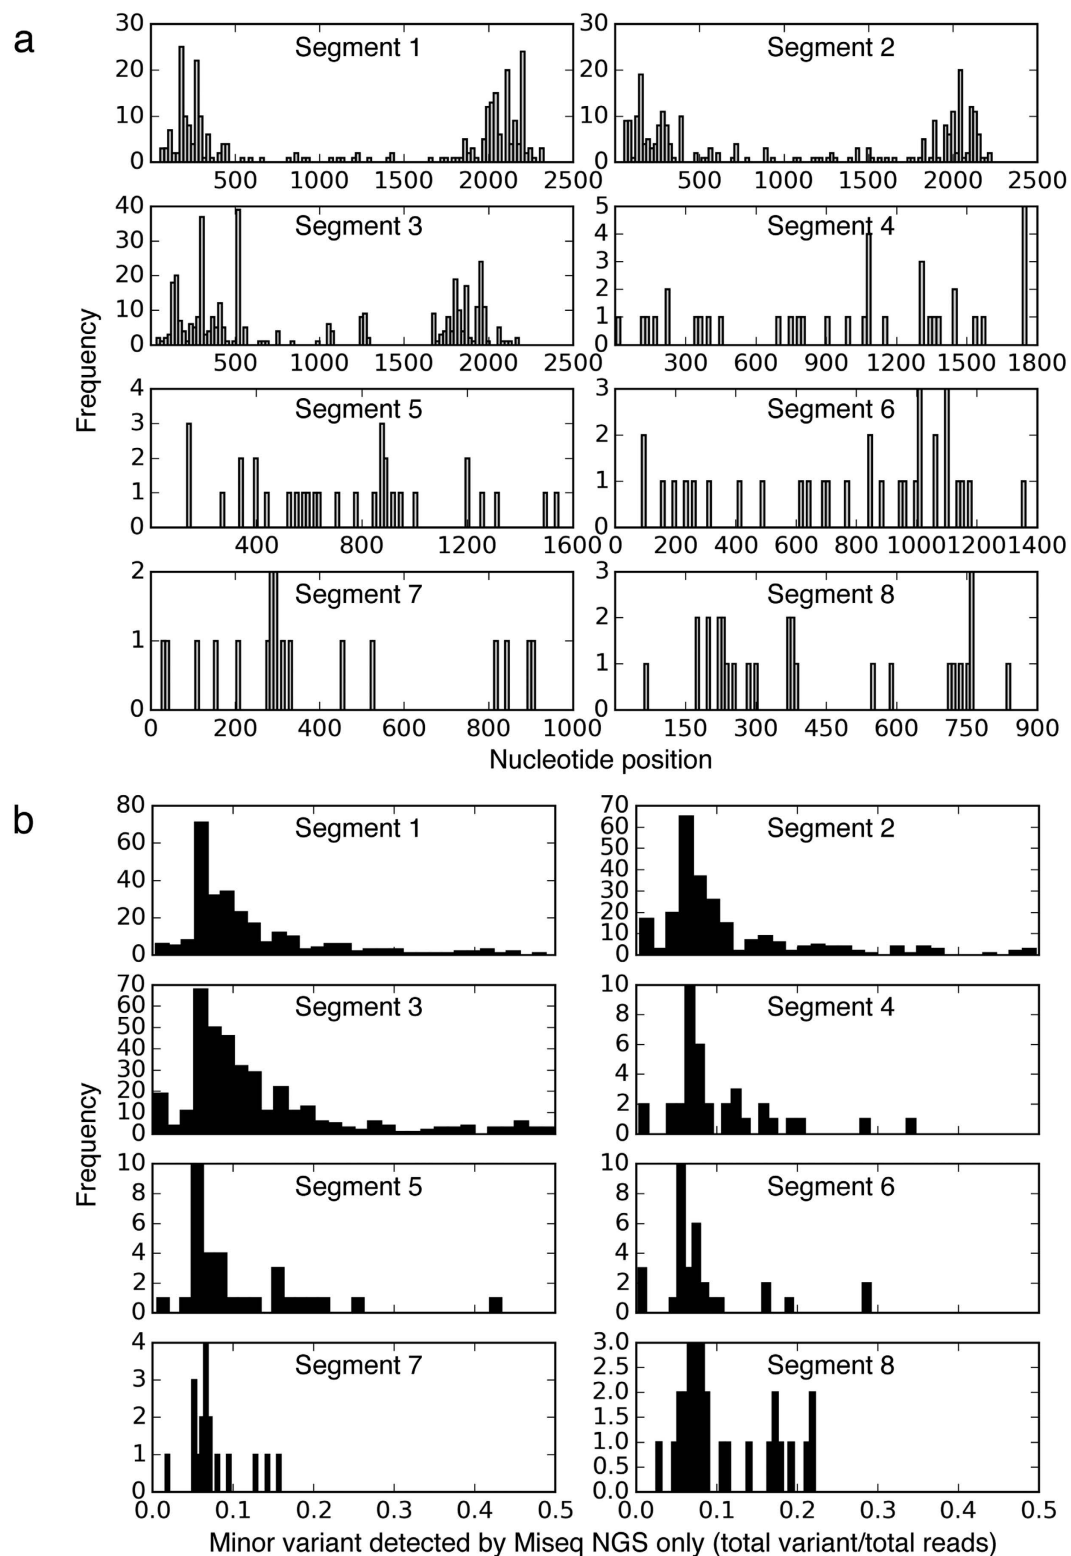 a
Segment 1
30
20
10
0
500 1000 1500 2000 2500
Segment 2
30
20
10
0
500 1000 1500 2000 2500
Segment 3
40
30
20
10
0
500 1000 1500 2000 2500
Segment 4
5
4
3
2
1
0
300 600 900 1200 1500 1800
Frequency
Segment 5
4
3
2
1
0
400 800 1200 1600
Segment 6
3
2
1
0
0 200 400 600 800 1000 1200 1400
Segment 7
2
1
0
0 200 400 600 800 1000
Segment 8
3
2
1
0
150 300 450 600 750 900
Nucleotide position
b
Segment 1
80
60
40
20
0
Segment 2
70
60
50
40
30
20
10
0
Segment 3
70
60
50
40
30
20
10
0
Segment 4
10
8
6
4
2
0
Frequency
Segment 5
10
8
6
4
2
0
Segment 6
10
8
6
4
2
0
Segment 7
4
3
2
1
0
0.0 0.1 0.2 0.3 0.4 0.5
Segment 8
3.0
2.5
2.0
1.5
1.0
0.5
0.0
0.0 0.1 0.2 0.3 0.4 0.5
Minor variant detected by Miseq NGS only (total variant/total reads)